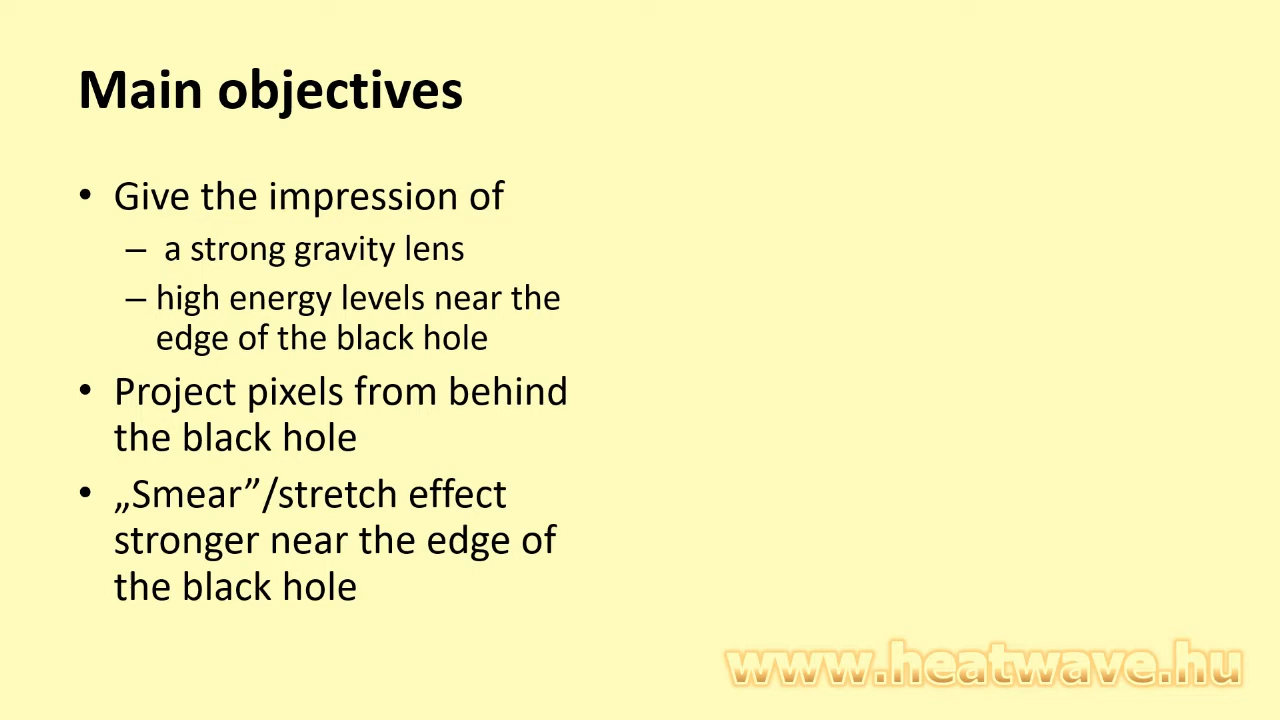 Main objectives
• Give the impression of
– a strong gravity lens
– high energy levels near the
edge of the black hole
• Project pixels from behind
the black hole
• „Smear”/stretch effect
stronger near the edge of
the black hole
www.heatwave.hu